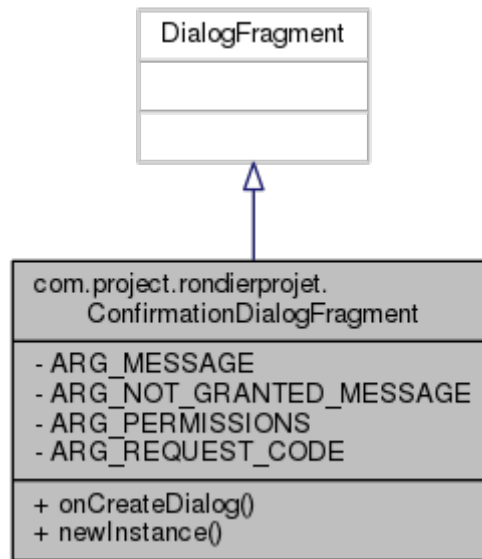 DialogFragment
com.project.rondierprojet.
ConfirmationDialogFragment
- ARG_MESSAGE
- ARG_NOT_GRANTED_MESSAGE
- ARG_PERMISSIONS
- ARG_REQUEST_CODE
+ onCreateDialog()
+ newInstance()